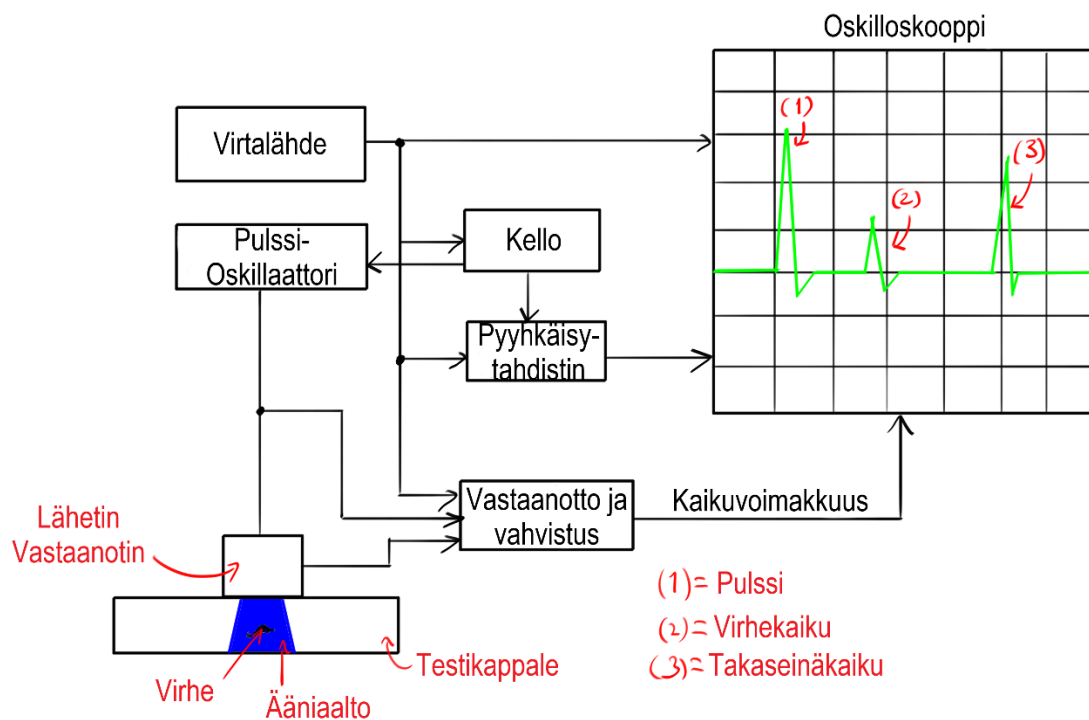 Oskilloskooppi
(1)
(2)
(3)
Virtalähde
Pulssi-
Oskillaattori
Kello
Pyyhkäisy-
tahdistin
Vastaanotto ja
vahvistus
Kaikuvoimakkuus
Lähetin
Vastaanotin
Virhe
Ääniaalto
Testikappale
(1)= Pulssi
(2)= Virhekaiku
(3)= Takaseinäkaiku